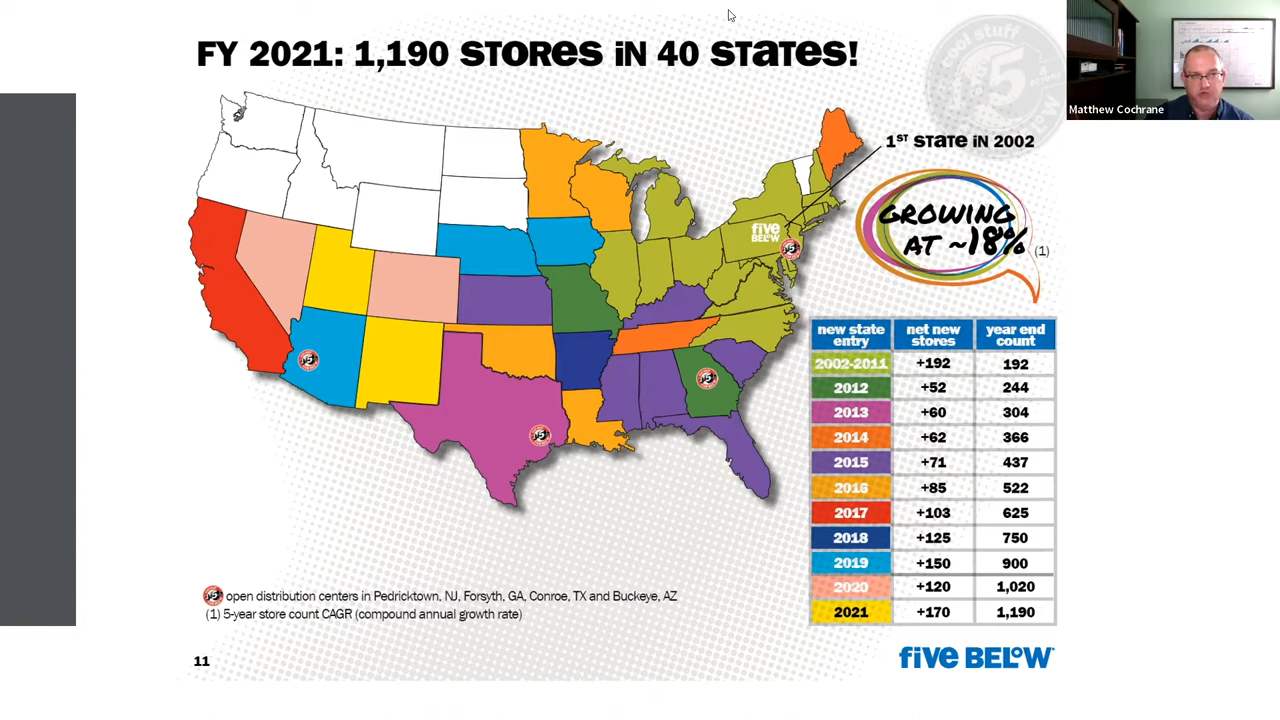 FY 2021: 1,190 STORES IN 40 STATES!
Matthew Cochrane
1ST STATE IN 2002
GROWING
AT ~18% (1)
five
BELOW
new state entry net new stores year end count
2002-2011 +192 192
2012 +52 244
2013 +60 304
2014 +62 366
2015 +71 437
2016 +85 522
2017 +103 625
2018 +125 750
2019 +150 900
2020 +120 1,020
2021 +170 1,190
open distribution centers in Pedricktown, NJ, Forsyth, GA, Conroe, TX and Buckeye, AZ
(1) 5-year store count CAGR (compound annual growth rate)
11
five BELOW